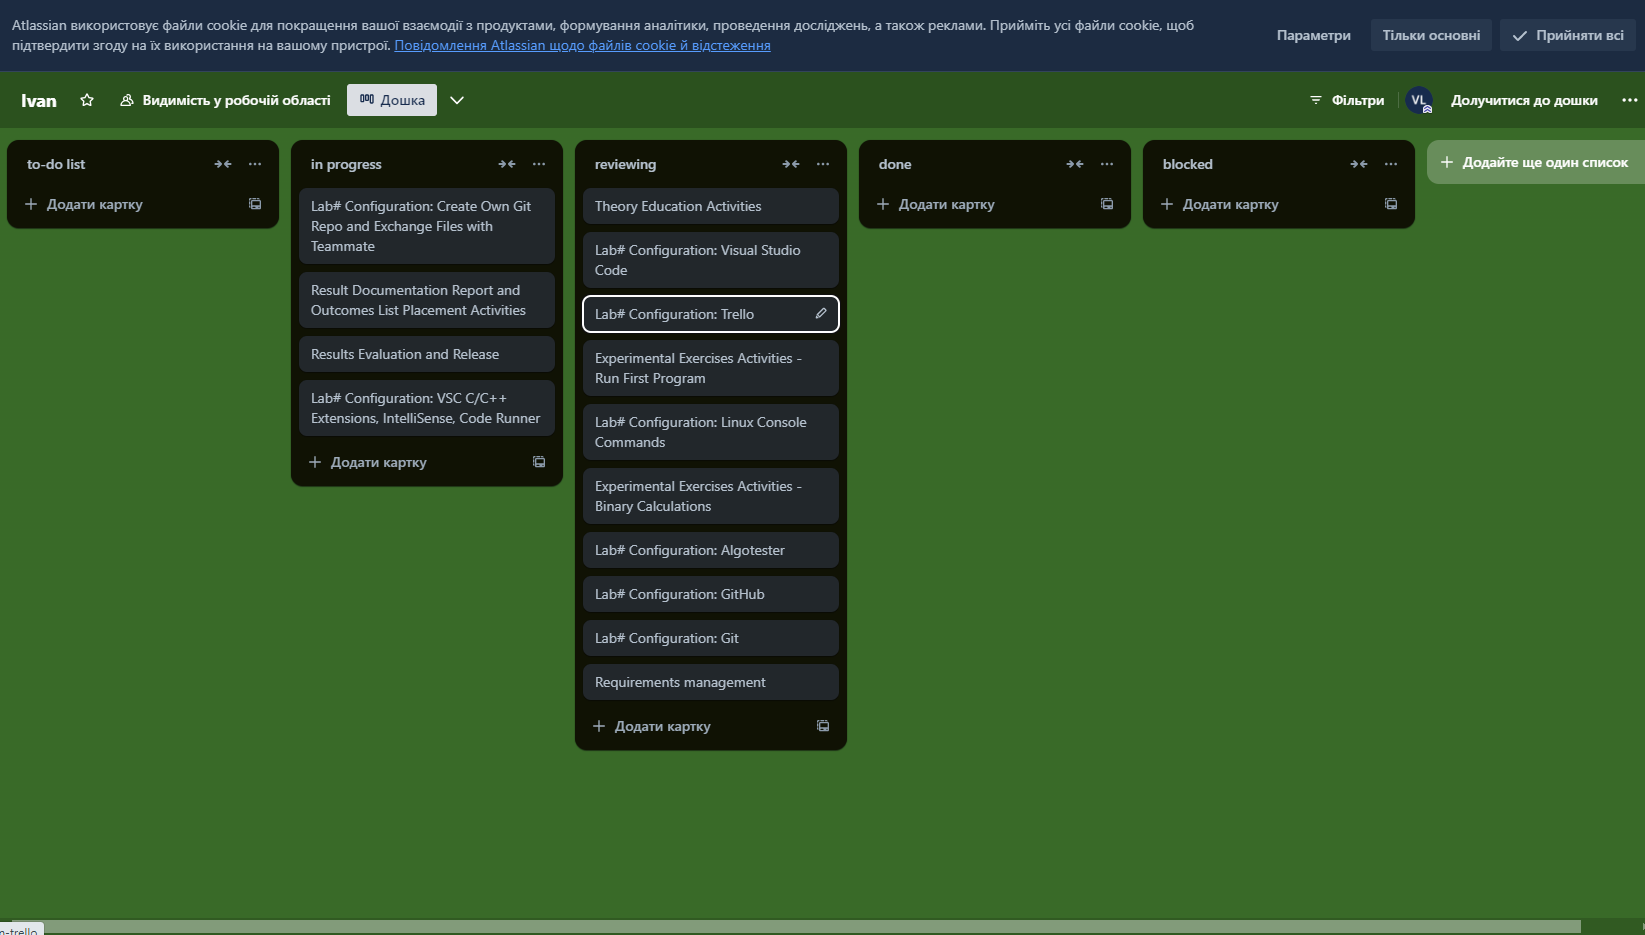 Atlassian використовує файли cookie для покращення вашої взаємодії з продуктами, формування аналітики, проведення досліджень, а також реклами. Прийміть усі файли cookie, щоб
підтвердити згоду на їх використання на вашому пристрої. Повідомлення Atlassian щодо файлів cookie й відстеження
Параметри
Тільки основні
Прийняти всі
Ivan
Видимість у робочій області
Дошка
Фільтри
VL
Долучитися до дошки
to-do list
Додати картку
in progress
Lab# Configuration: Create Own Git
Repo and Exchange Files with
Teammate
Result Documentation Report and
Outcomes List Placement Activities
Results Evaluation and Release
Lab# Configuration: VSC C/C++
Extensions, IntelliSense, Code Runner
Додати картку
reviewing
Theory Education Activities
Lab# Configuration: Visual Studio
Code
Lab# Configuration: Trello
Experimental Exercises Activities -
Run First Program
Lab# Configuration: Linux Console
Commands
Experimental Exercises Activities -
Binary Calculations
Lab# Configuration: Algotester
Lab# Configuration: GitHub
Lab# Configuration: Git
Requirements management
Додати картку
done
Додати картку
blocked
Додати картку
Додайте ще один список
n-trello